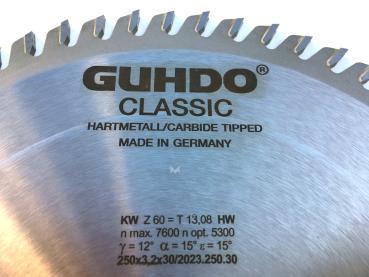 GUHDO®
CLASSIC
HARTMETALL/CARBIDE TIPPED
MADE IN GERMANY
KW Z 60 = T 13,08 HW
n max. 7600 n opt. 5300
γ = 12° α = 15° ε = 15°
250x3,2x30/2023.250.30